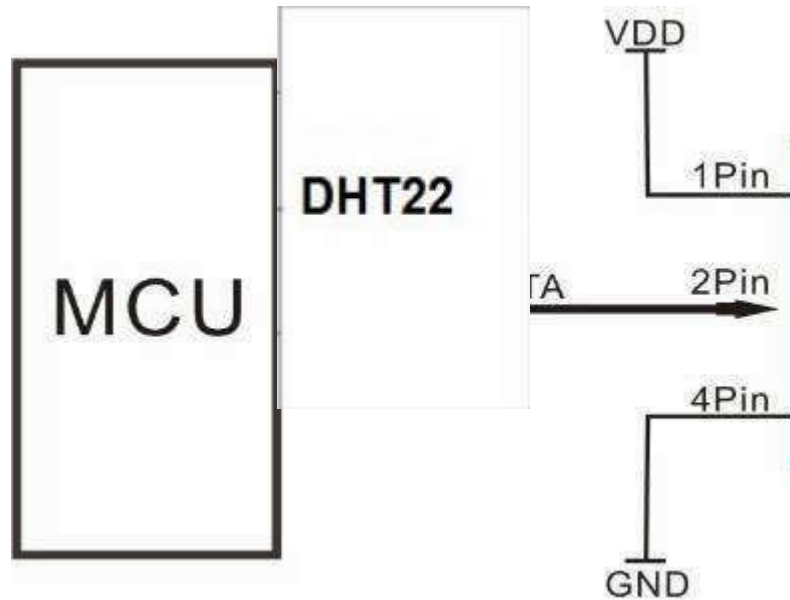 VDD
1Pin
DHT22
MCU
TA
2Pin
4Pin
GND